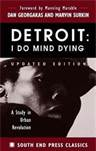 Foreword by Manning Marable
DAN GEORGAKAS AND MARVIN SURKIN
DETROIT:
I DO MIND DYING
UPDATED EDITION
A Study in
Urban
Revolution
SOUTH END PRESS CLASSICS